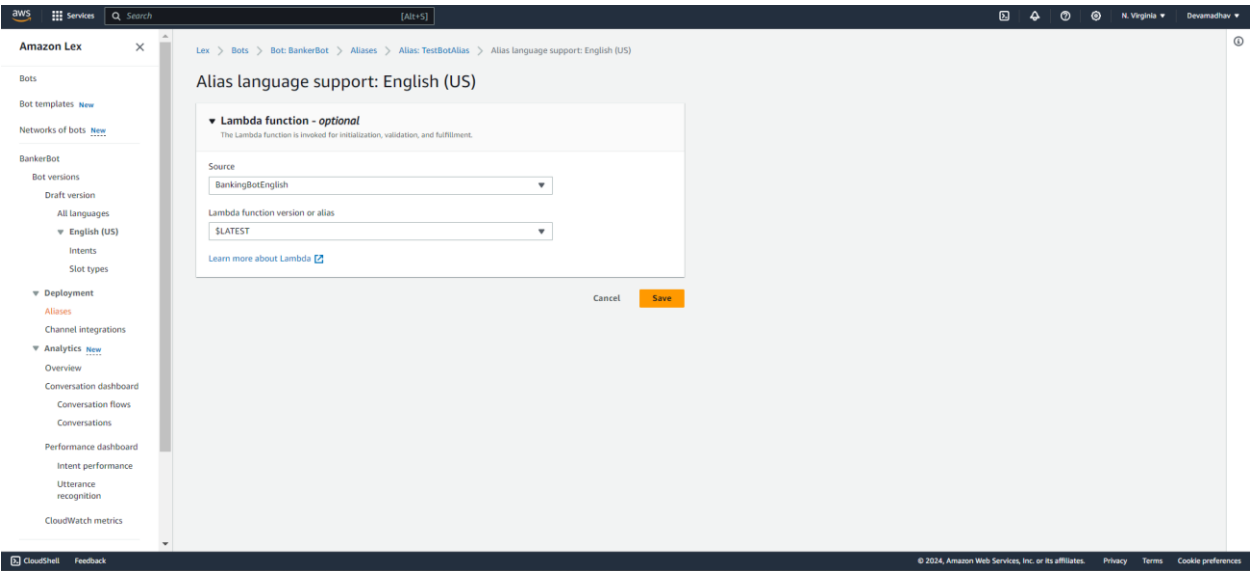 aws
Services
Search
[Alt+S]
N. Virginia
Devamadhav
Amazon Lex
Bots
Bot templates New
Networks of bots New
BankerBot
Bot versions
Draft version
All languages
English (US)
Intents
Slot types
Deployment
Aliases
Channel integrations
Analytics New
Overview
Conversation dashboard
Conversation flows
Conversations
Performance dashboard
Intent performance
Utterance
recognition
CloudWatch metrics
Lex > Bots > Bot: BankerBot > Aliases > Alias: TestBotAlias > Alias language support: English (US)
Alias language support: English (US)
Lambda function - optional
The Lambda function is invoked for initialization, validation, and fulfillment.
Source
BankingBotEnglish
Lambda function version or alias
$LATEST
Learn more about Lambda
Cancel
Save
CloudShell
Feedback
© 2024, Amazon Web Services, Inc. or its affiliates.
Privacy
Terms
Cookie preferences